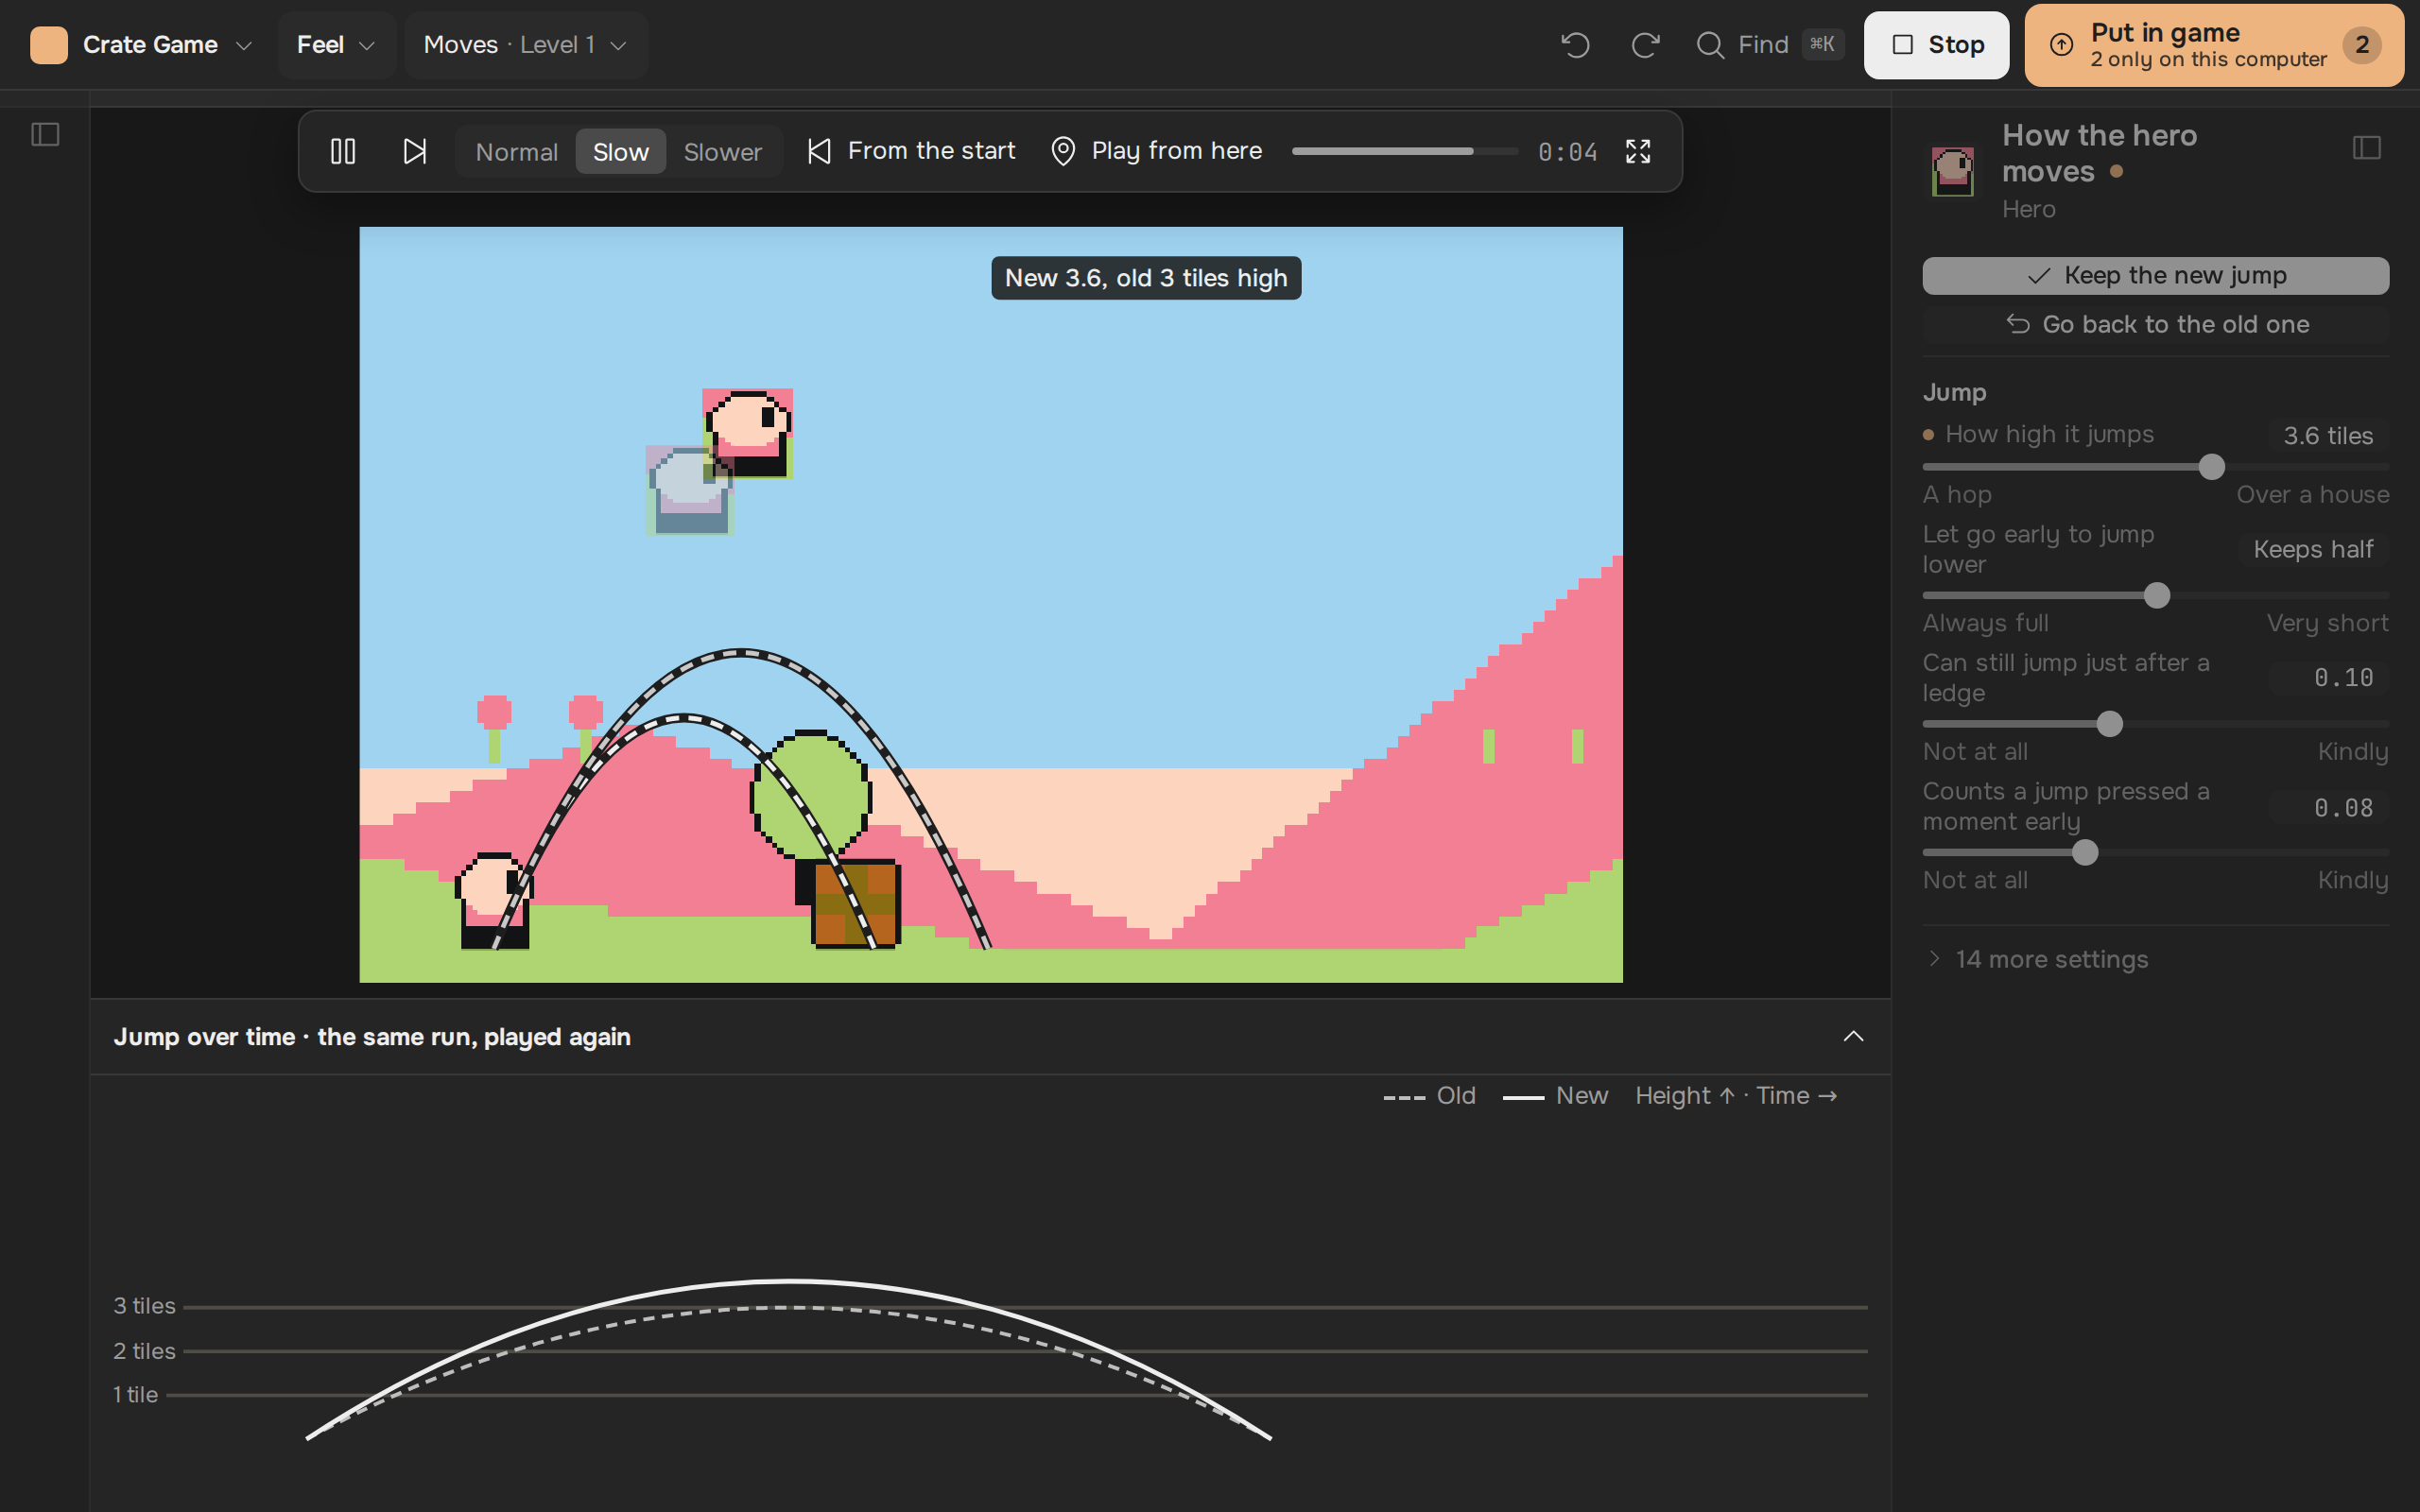 Crate Game
Feel
Moves · Level 1
Find ⌘K
Stop
Put in game
2 only on this computer
2
Normal
Slow
Slower
From the start
Play from here
0:04
New 3.6, old 3 tiles high
How the hero
moves
Hero
Keep the new jump
Go back to the old one
Jump
How high it jumps
3.6 tiles
A hop
Over a house
Let go early to jump
lower
Keeps half
Always full
Very short
Can still jump just after a
ledge
0.10
Not at all
Kindly
Counts a jump pressed a
moment early
0.08
Not at all
Kindly
14 more settings
Jump over time · the same run, played again
Old
New
Height ↑ · Time →
3 tiles
2 tiles
1 tile